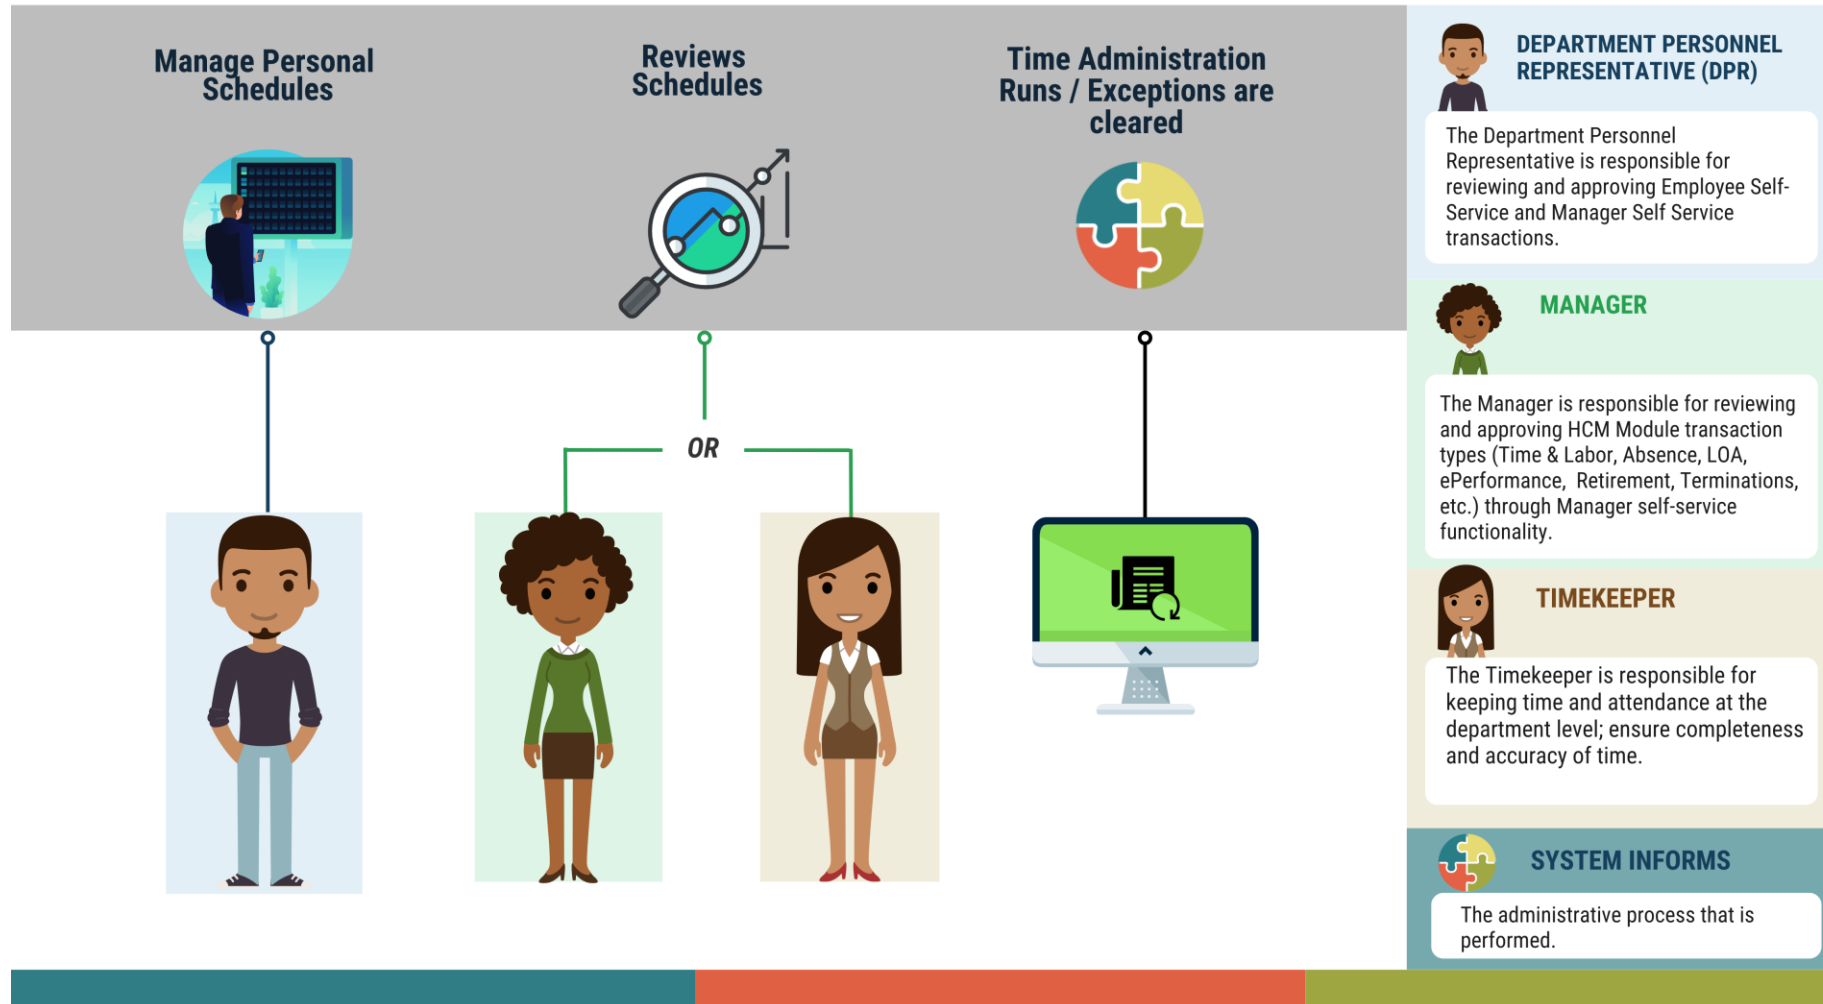 Manage Personal
Schedules
Reviews
Schedules
Time Administration
Runs / Exceptions are
cleared
OR
DEPARTMENT PERSONNEL
REPRESENTATIVE (DPR)
The Department Personnel
Representative is responsible for
reviewing and approving Employee Self-
Service and Manager Self Service
transactions.
MANAGER
The Manager is responsible for reviewing
and approving HCM Module transaction
types (Time & Labor, Absence, LOA,
ePerformance, Retirement, Terminations,
etc.) through Manager self-service
functionality.
TIMEKEEPER
The Timekeeper is responsible for
keeping time and attendance at the
department level; ensure completeness
and accuracy of time.
SYSTEM INFORMS
The administrative process that is
performed.